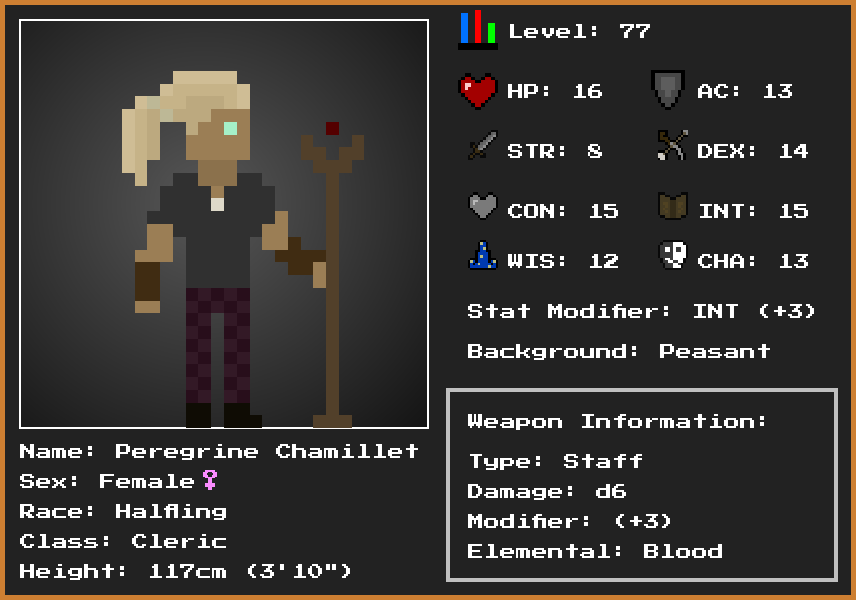 Level: 77
HP: 16
AC: 13
STR: 8
DEX: 14
CON: 15
INT: 15
WIS: 12
CHA: 13
Stat Modifier: INT (+3)
Background: Peasant
Weapon Information:
Type: Staff
Damage: d6
Modifier: (+3)
Elemental: Blood
Name: Peregrine Chamillet
Sex: Female♀
Race: Halfling
Class: Cleric
Height: 117cm (3'10")